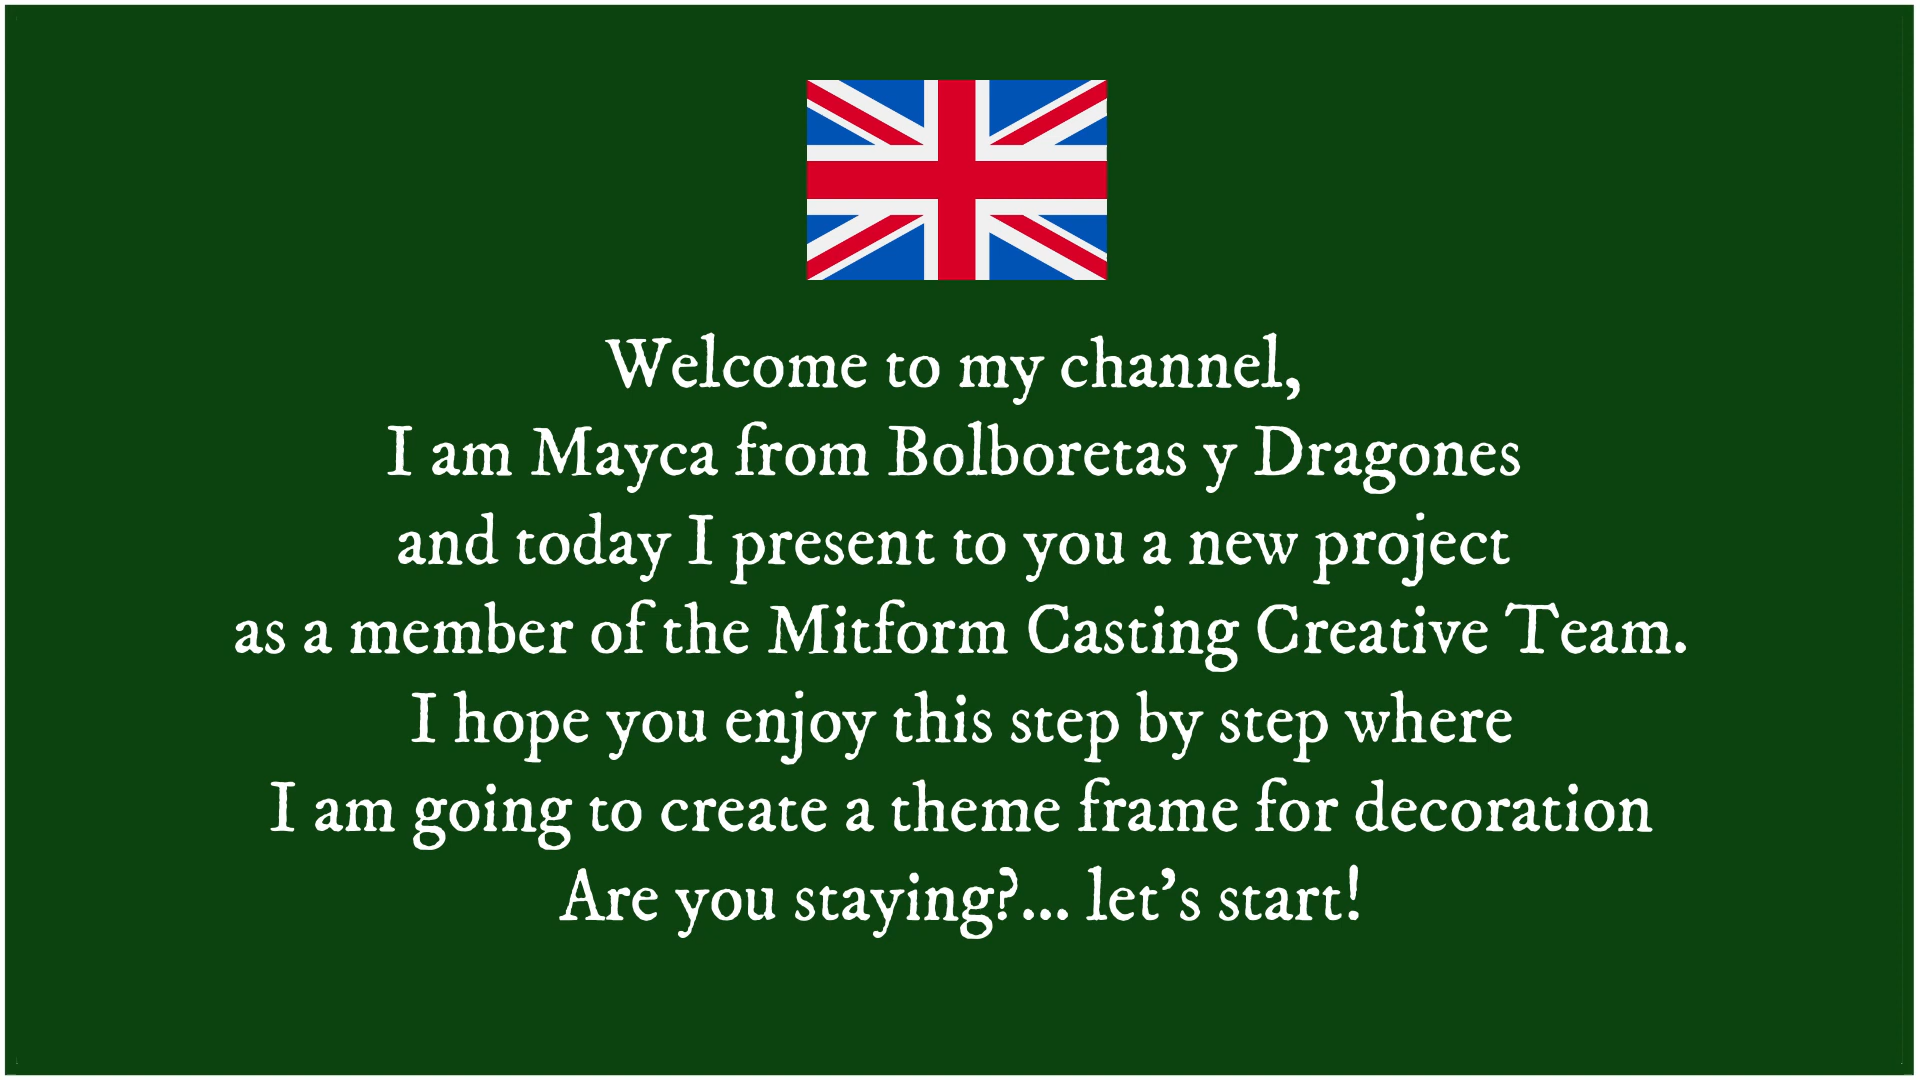 Welcome to my channel,
I am Mayca from Bolboretas y Dragones
and today I present to you a new project
as a member of the Mitform Casting Creative Team.
I hope you enjoy this step by step where
I am going to create a theme frame for decoration
Are you staying?... let's start!